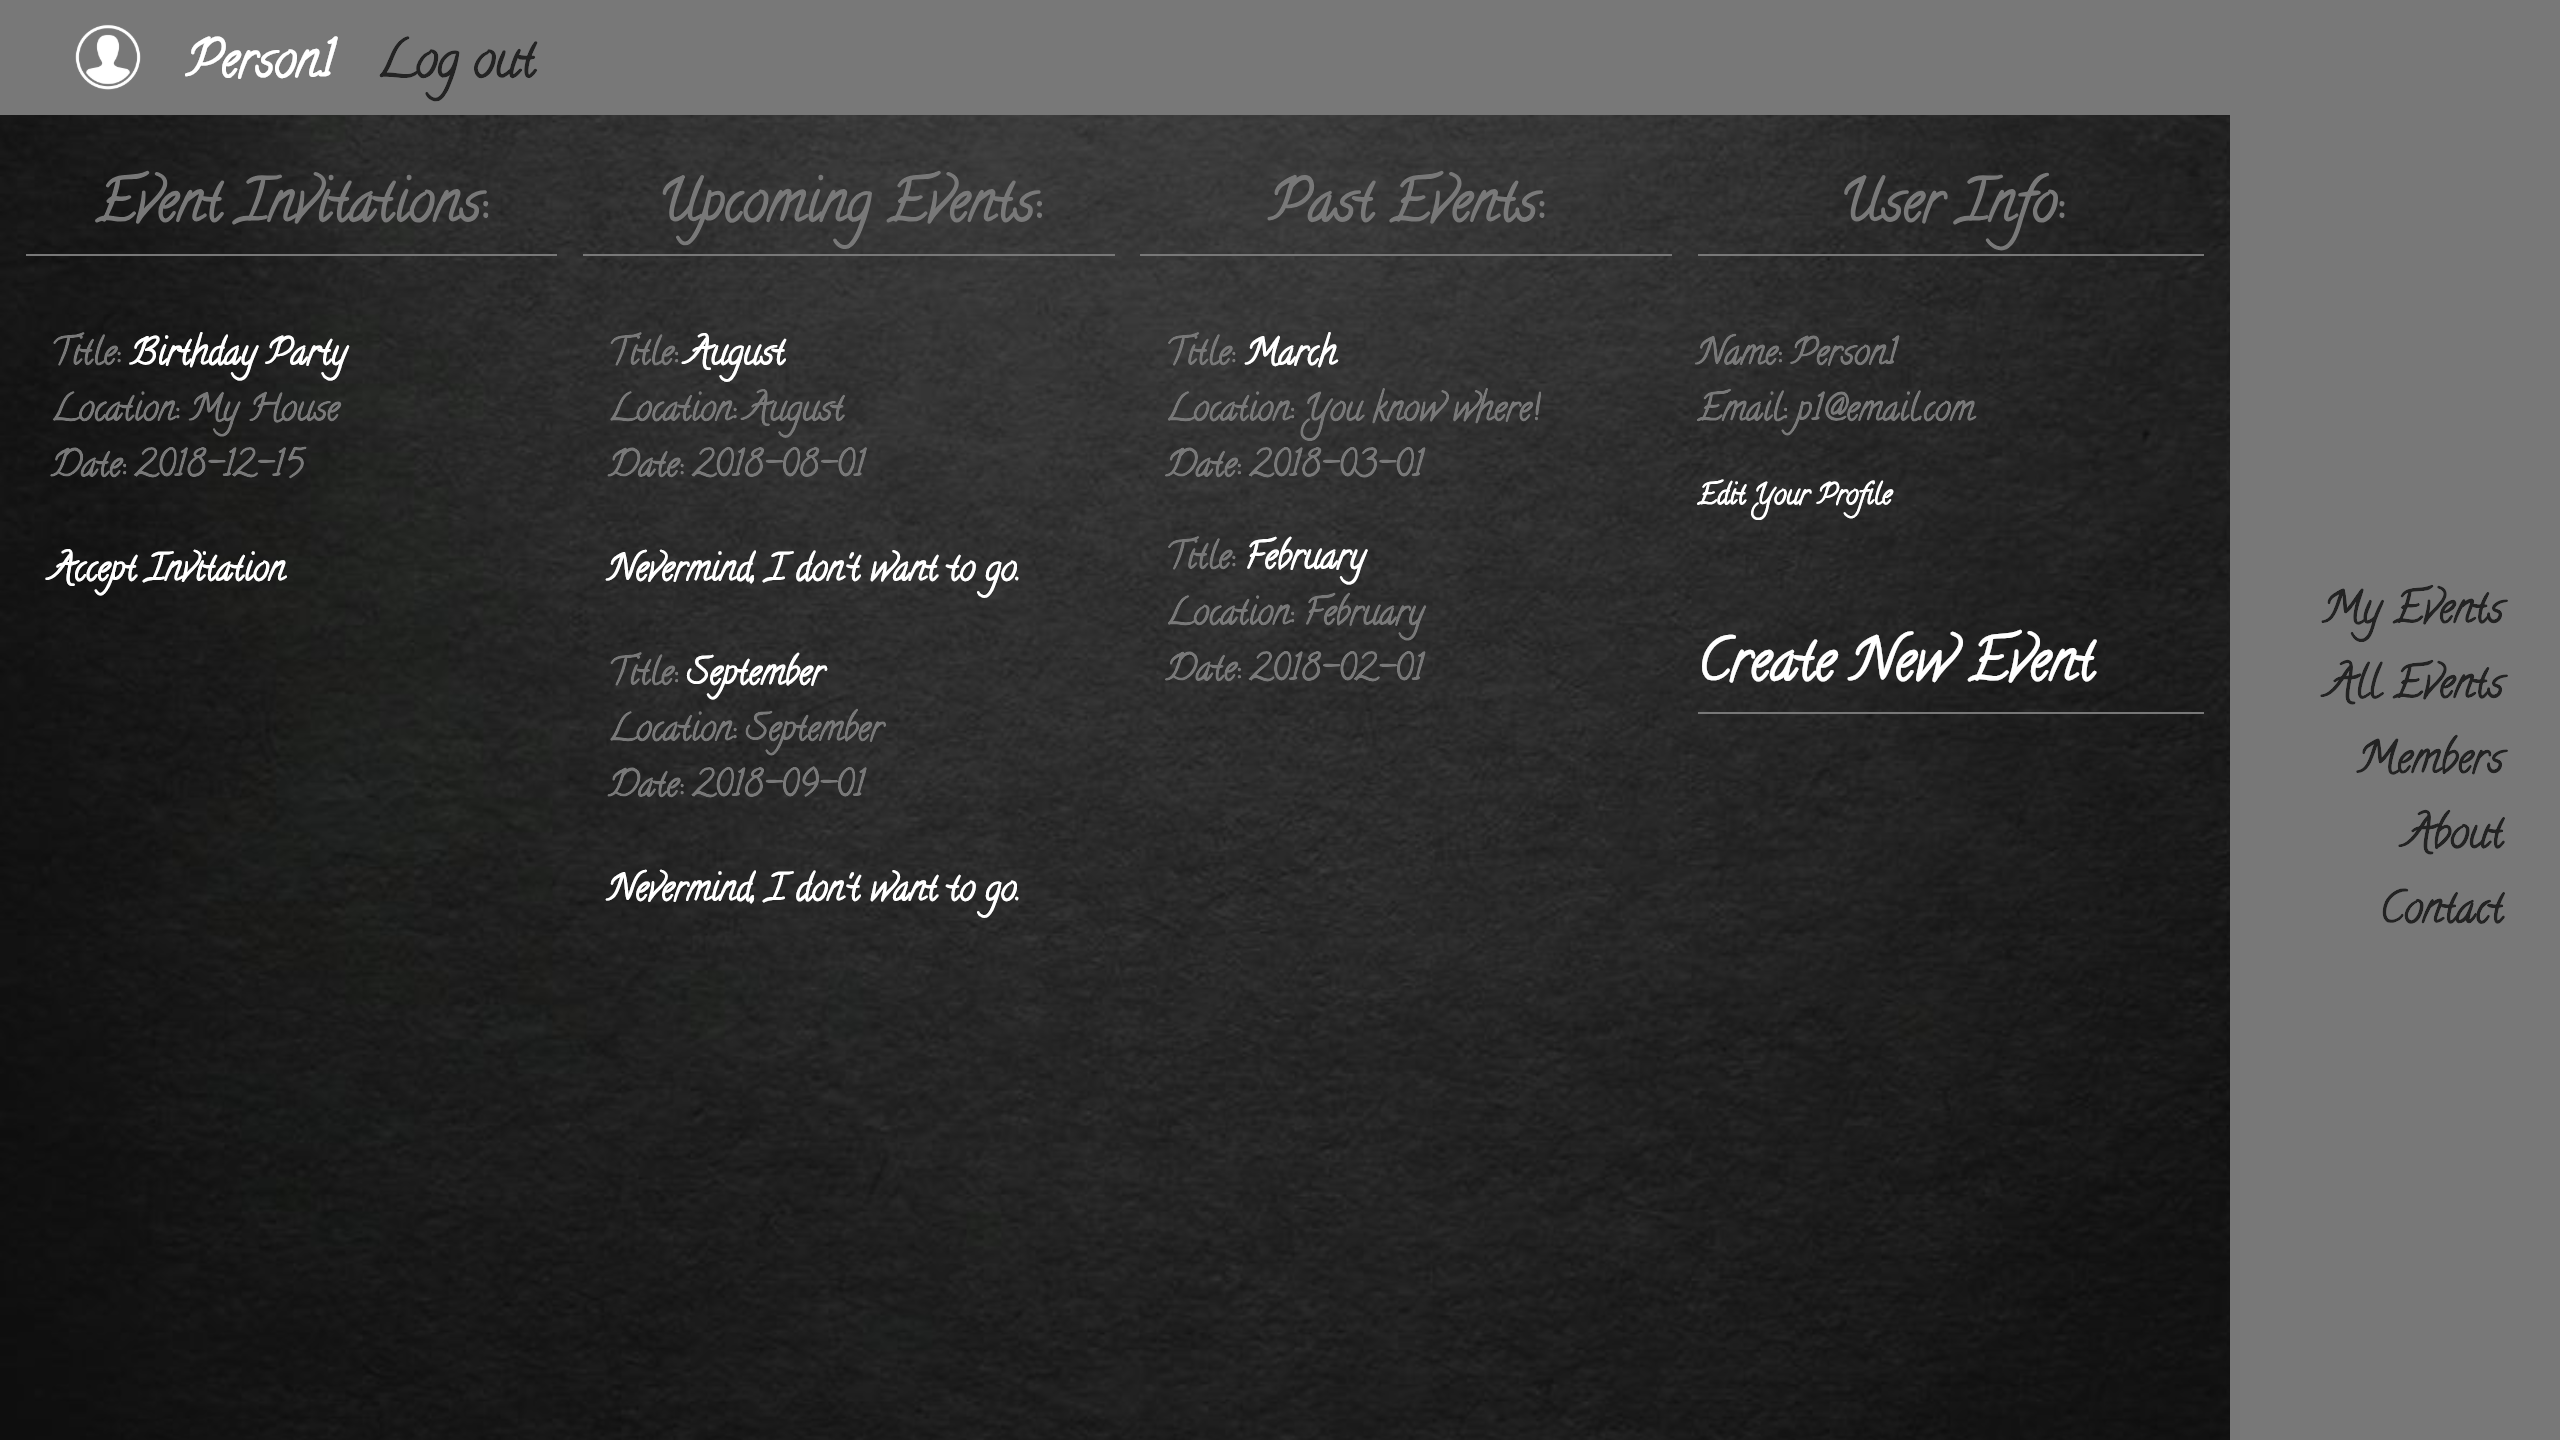 Person1 Log out
Event Invitations:
Title: Birthday Party
Location: My House
Date: 2018-12-15
Accept Invitation
Upcoming Events:
Title: August
Location: August
Date: 2018-08-01
Nevermind, I don't want to go.
Title: September
Location: September
Date: 2018-09-01
Nevermind, I don't want to go.
Past Events:
Title: March
Location: You know where!
Date: 2018-03-01
Title: February
Location: February
Date: 2018-02-01
User Info:
Name: Person1
Email: p1@email.com
Edit Your Profile
Create New Event
My Events
All Events
Members
About
Contact